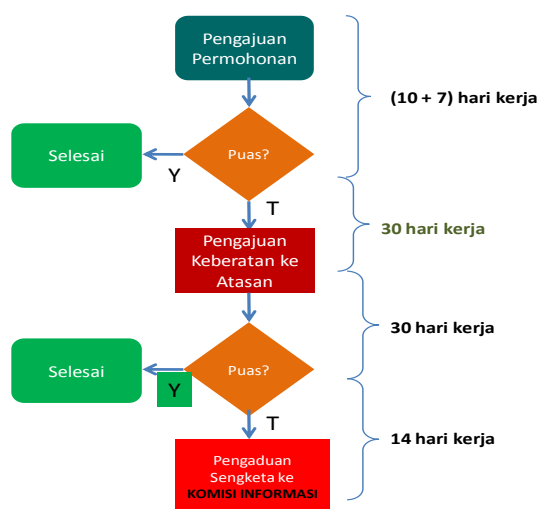 Pengajuan
Permohonan
(10 + 7) hari kerja
Selesai
Puas?
Y
T
30 hari kerja
Pengajuan
Keberatan ke
Atasan
30 hari kerja
Selesai
Puas?
Y
T
14 hari kerja
Pengaduan
Sengketa ke
KOMISI INFORMASI